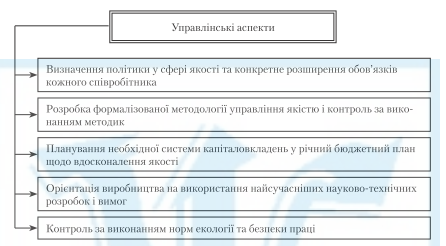 Управлінські аспекти
Визначення політики у сфері якості та конкретне розширення обов'язків
кожного співробітника
Розробка формалізованої методології управління якістю і контроль за вико-
нанням методик
Планування необхідної системи капіталовкладень у річний бюджетний план
щодо вдосконалення якості
Орієнтація виробництва на використання найсучасніших науково-технічних
розробок і вимог
Контроль за виконанням норм екології та безпеки праці